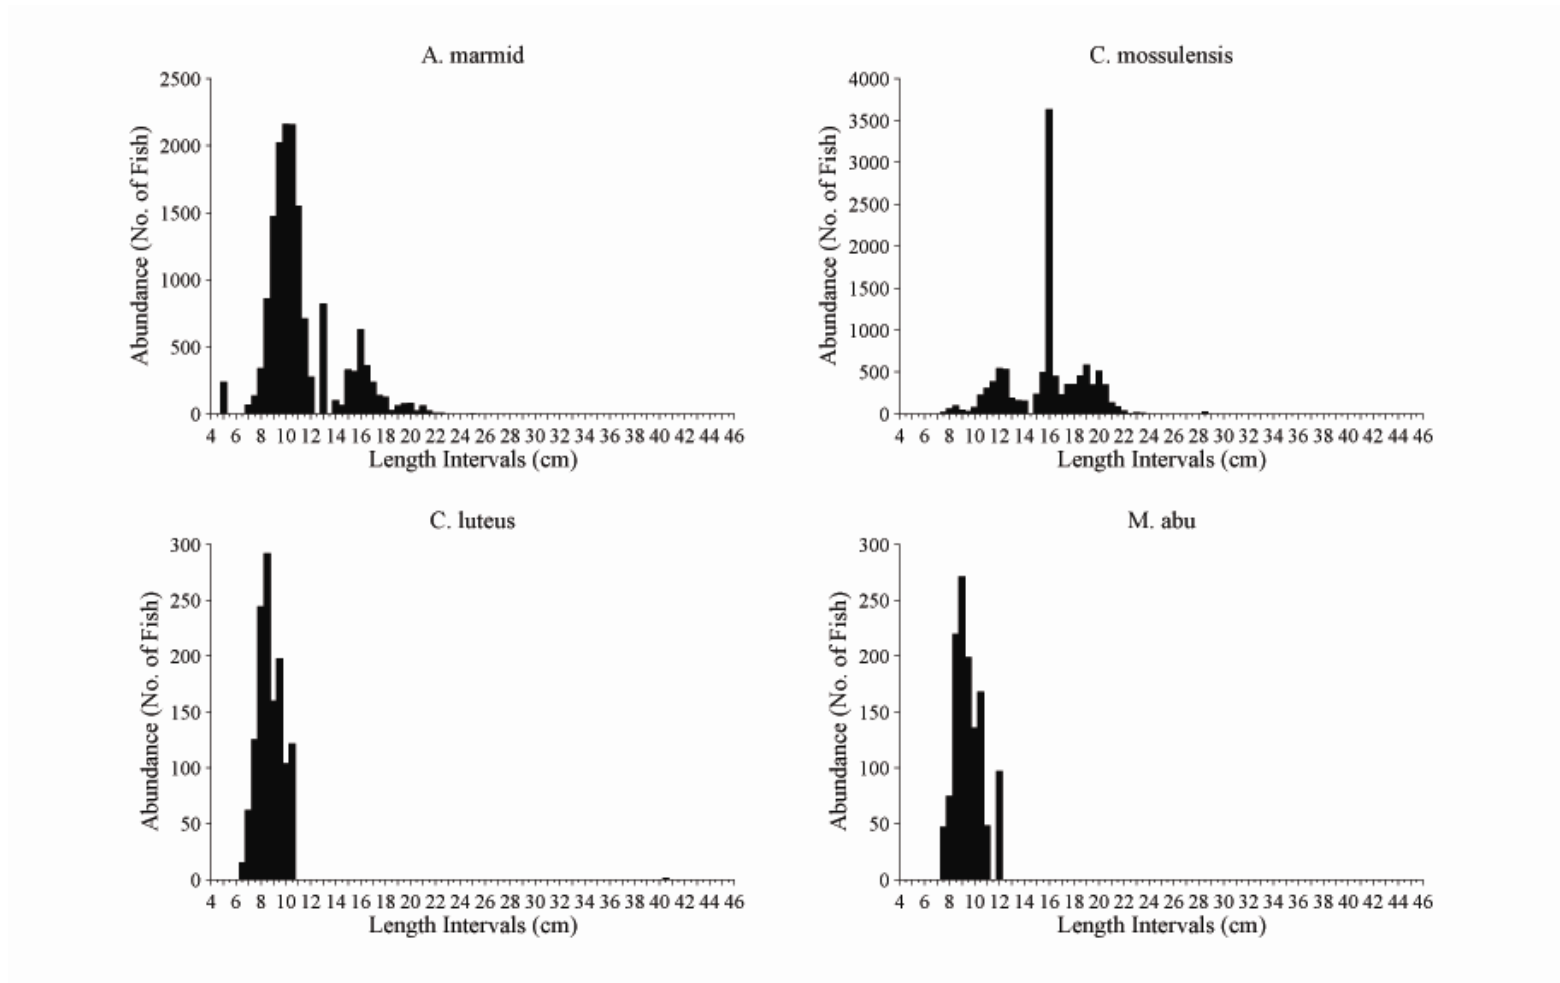 A. marmid
2500
2000
1500
1000
500
0
Abundance (No. of Fish)
4 6 8 10 12 14 16 18 20 22 24 26 28 30 32 34 36 38 40 42 44 46
Length Intervals (cm)
C. mossulensis
4000
3500
3000
2500
2000
1500
1000
500
0
Abundance (No. of Fish)
4 6 8 10 12 14 16 18 20 22 24 26 28 30 32 34 36 38 40 42 44 46
Length Intervals (cm)
C. luteus
300
250
200
150
100
50
0
Abundance (No. of Fish)
4 6 8 10 12 14 16 18 20 22 24 26 28 30 32 34 36 38 40 42 44 46
Length Intervals (cm)
M. abu
300
250
200
150
100
50
0
Abundance (No. of Fish)
4 6 8 10 12 14 16 18 20 22 24 26 28 30 32 34 36 38 40 42 44 46
Length Intervals (cm)